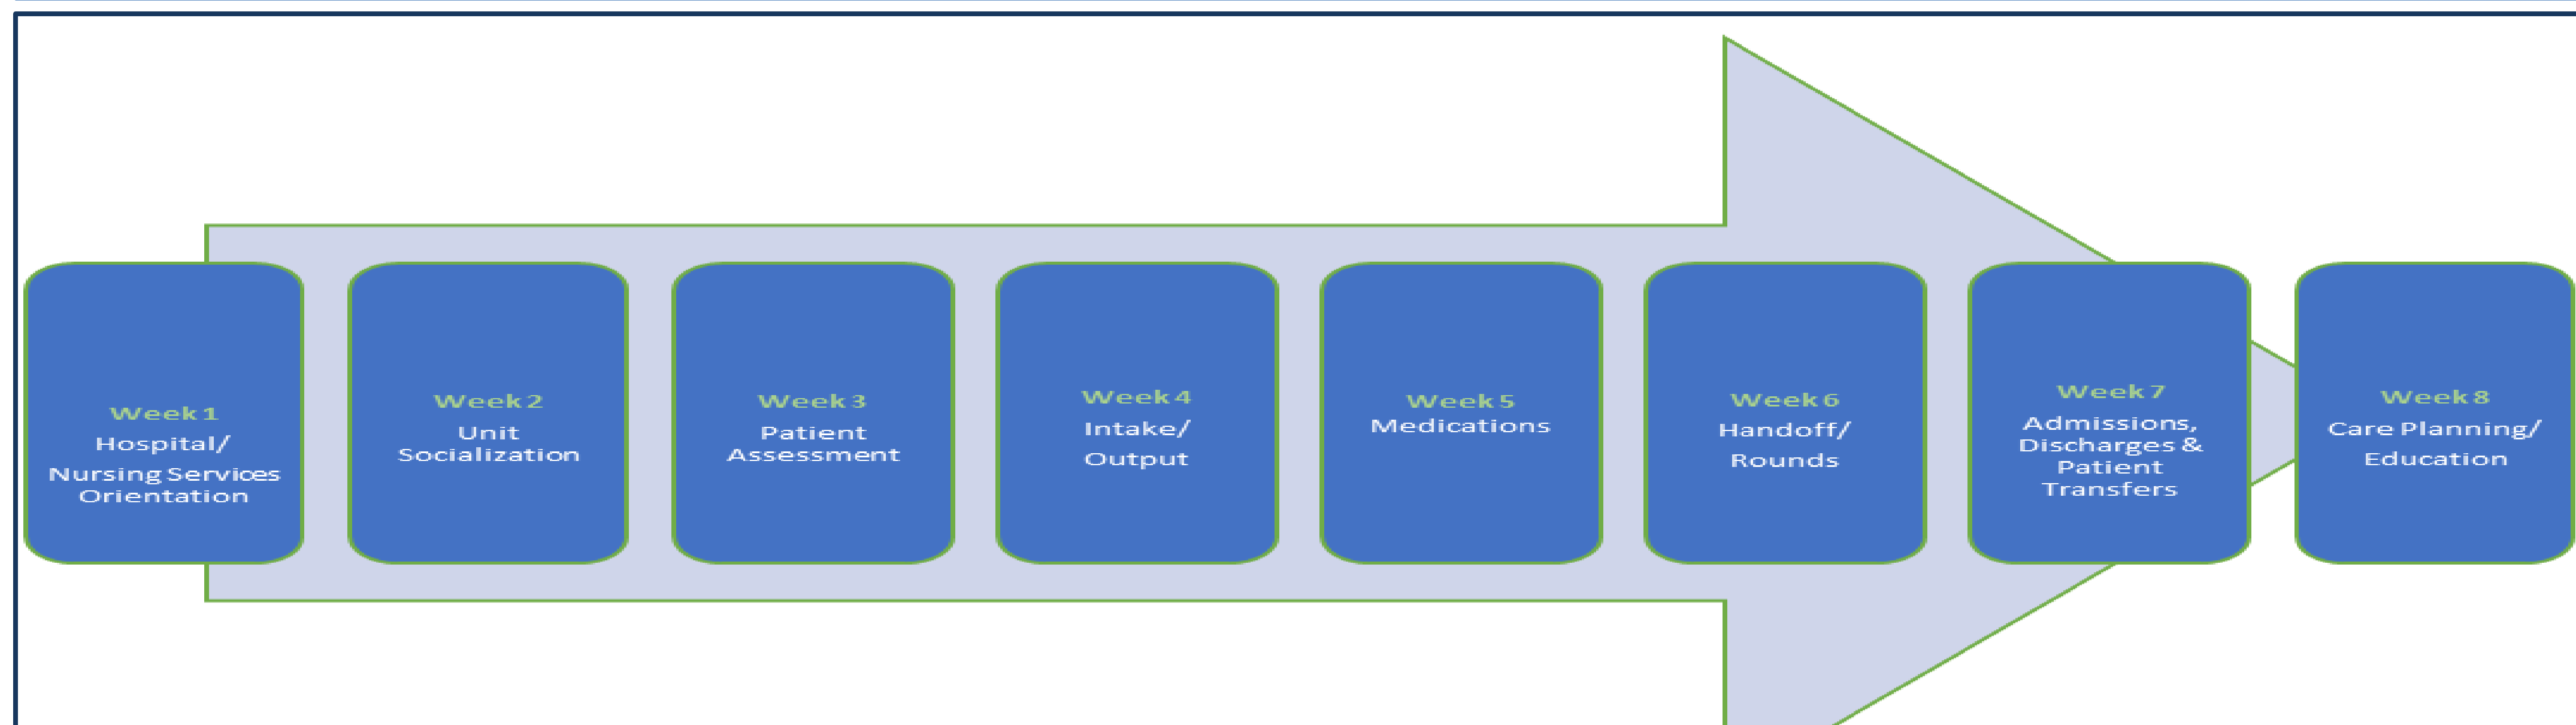 Week 1
Hospital/
Nursing Services
Orientation
Week 2
Unit
Socialization
Week 3
Patient
Assessment
Week 4
Intake/
Output
Week 5
Medications
Week 6
Handoff/
Rounds
Week 7
Admissions,
Discharges &
Patient
Transfers
Week 8
Care Planning/
Education